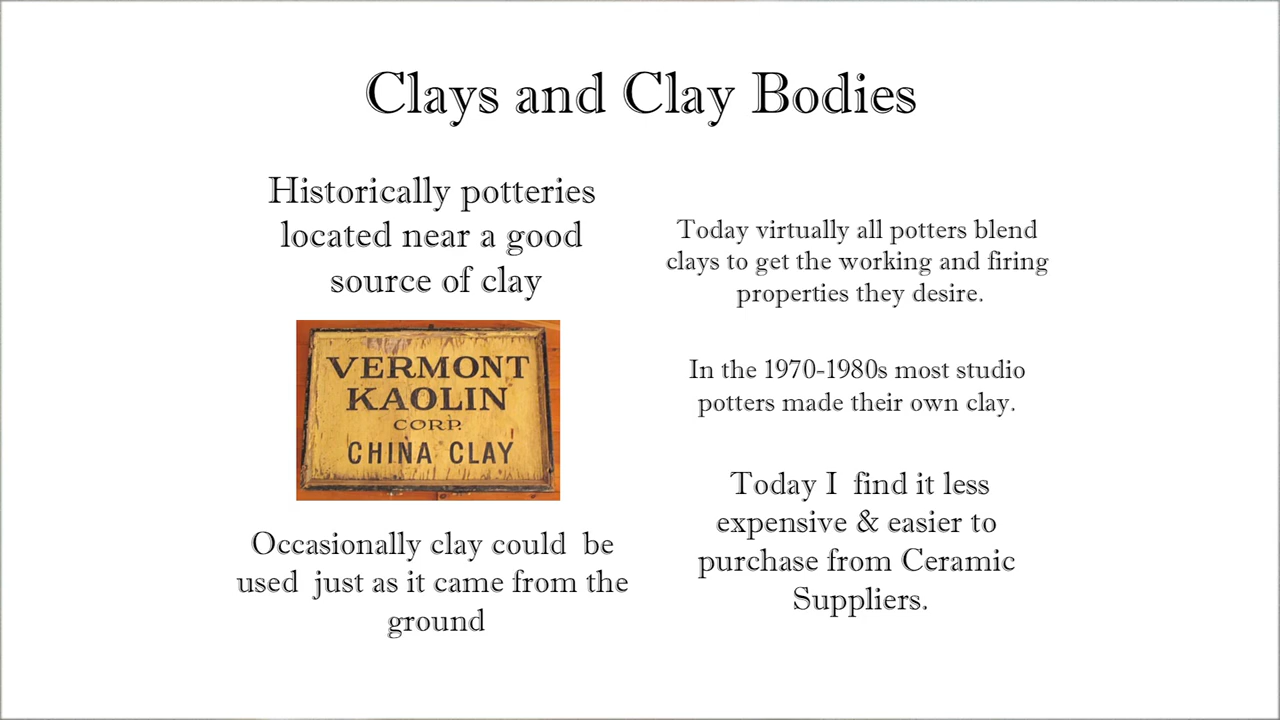 Clays and Clay Bodies
Historically potteries
located near a good
source of clay
VERMONT
KAOLIN
CORP.
CHINA CLAY
Occasionally clay could be
used just as it came from the
ground
Today virtually all potters blend
clays to get the working and firing
properties they desire.
In the 1970-1980s most studio
potters made their own clay.
Today I find it less
expensive & easier to
purchase from Ceramic
Suppliers.